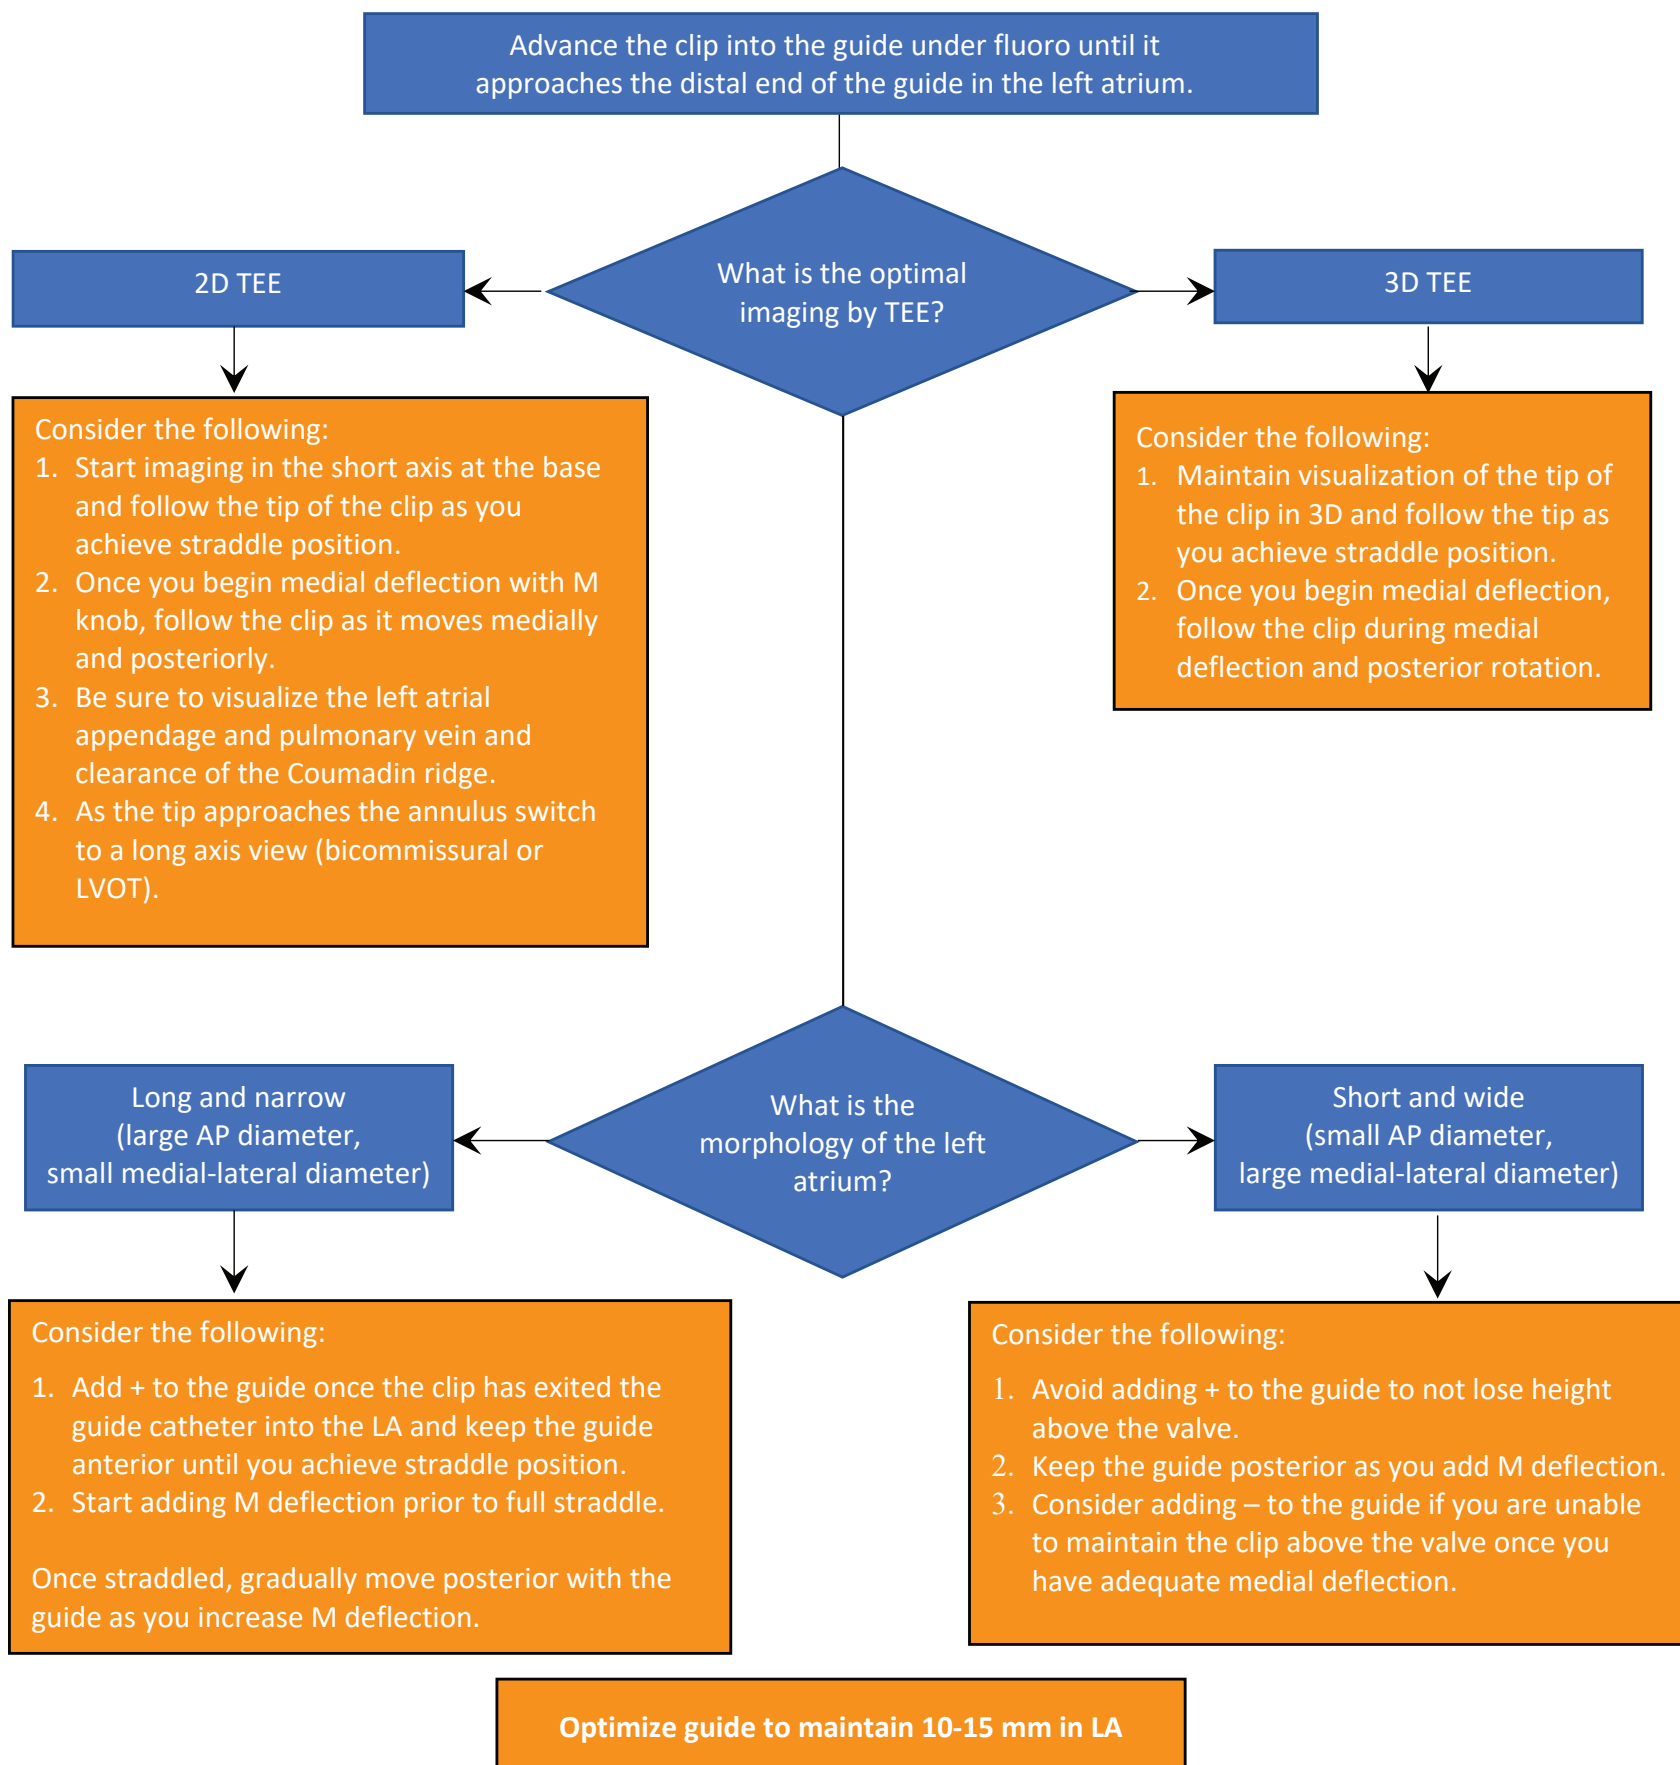 Advance the clip into the guide under fluoro until it
approaches the distal end of the guide in the left atrium.
What is the optimal
imaging by TEE?
2D TEE
3D TEE
Consider the following:
1. Start imaging in the short axis at the base
and follow the tip of the clip as you
achieve straddle position.
2. Once you begin medial deflection with M
knob, follow the clip as it moves medially
and posteriorly.
3. Be sure to visualize the left atrial
appendage and pulmonary vein and
clearance of the Coumadin ridge.
4. As the tip approaches the annulus switch
to a long axis view (bicommissural or
LVOT).
Consider the following:
1. Maintain visualization of the tip of
the clip in 3D and follow the tip as
you achieve straddle position.
2. Once you begin medial deflection,
follow the clip during medial
deflection and posterior rotation.
What is the
morphology of the left
atrium?
Long and narrow
(large AP diameter,
small medial-lateral diameter)
Short and wide
(small AP diameter,
large medial-lateral diameter)
Consider the following:
1. Add + to the guide once the clip has exited the
guide catheter into the LA and keep the guide
anterior until you achieve straddle position.
2. Start adding M deflection prior to full straddle.
Once straddled, gradually move posterior with the
guide as you increase M deflection.
Consider the following:
1. Avoid adding + to the guide to not lose height
above the valve.
2. Keep the guide posterior as you add M deflection.
3. Consider adding – to the guide if you are unable
to maintain the clip above the valve once you
have adequate medial deflection.
Optimize guide to maintain 10-15 mm in LA